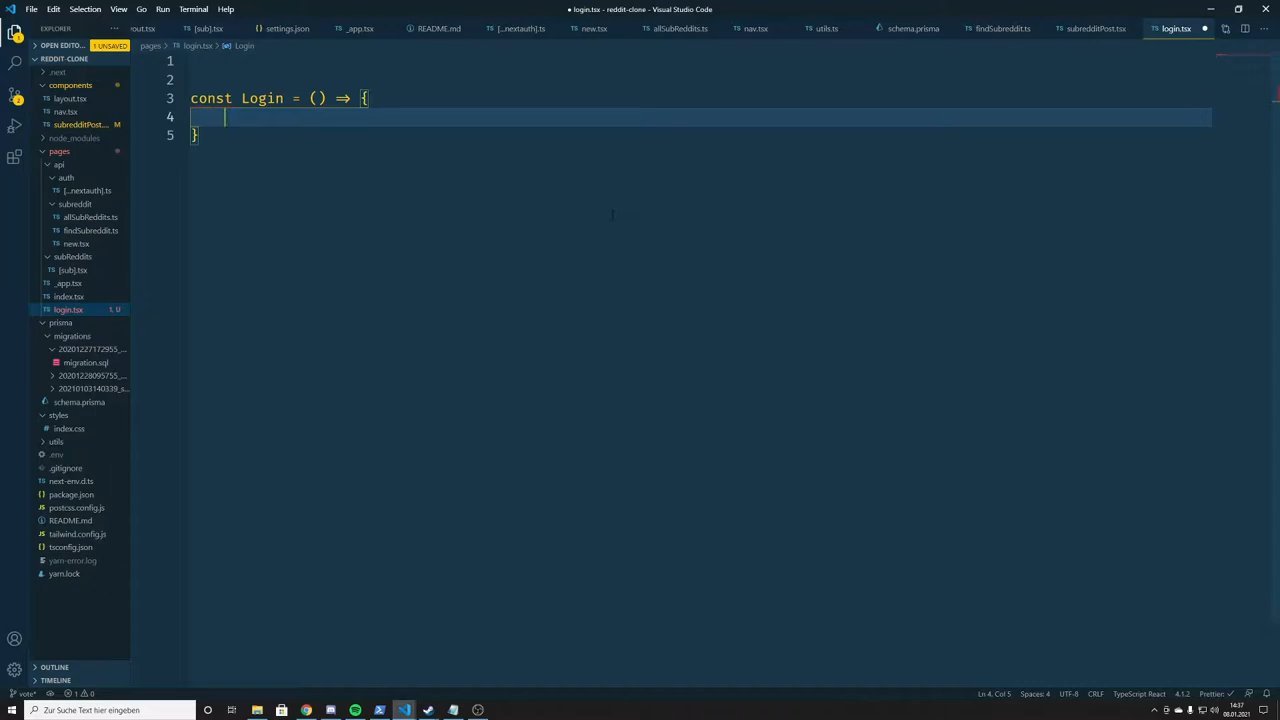 File Edit Selection View Go Run Terminal Help
● login.tsx - reddit-clone - Visual Studio Code
EXPLORER
yout.tsx [sub].tsx settings.json _app.tsx README.md [...nextauth].ts new.tsx allSubReddits.ts nav.tsx utils.ts schema.prisma findSubreddit.ts subredditPost.tsx login.tsx
OPEN EDITO... 1 UNSAVED
pages > login.tsx > Login
REDDIT-CLONE
.next
components
layout.tsx
nav.tsx
subredditPost.... M
node_modules
pages
api
auth
[...nextauth].ts
subreddit
allSubReddits.ts
findSubreddit.ts
new.tsx
subReddits
[sub].tsx
_app.tsx
index.tsx
login.tsx 1, U
prisma
migrations
20201227172955_...
migration.sql
20201228095755_...
20210103140339_s...
schema.prisma
styles
index.css
utils
.env
.gitignore
next-env.d.ts
package.json
postcss.config.js
README.md
tailwind.config.js
tsconfig.json
yarn-error.log
yarn.lock
OUTLINE
TIMELINE
1
2
3 const Login = () => {
4
5 }
vote* 1 0
Ln 4, Col 5 Spaces: 4 UTF-8 CRLF TypeScript React 4.1.2 Prettier
Zur Suche Text hier eingeben
14:37
08.01.2021